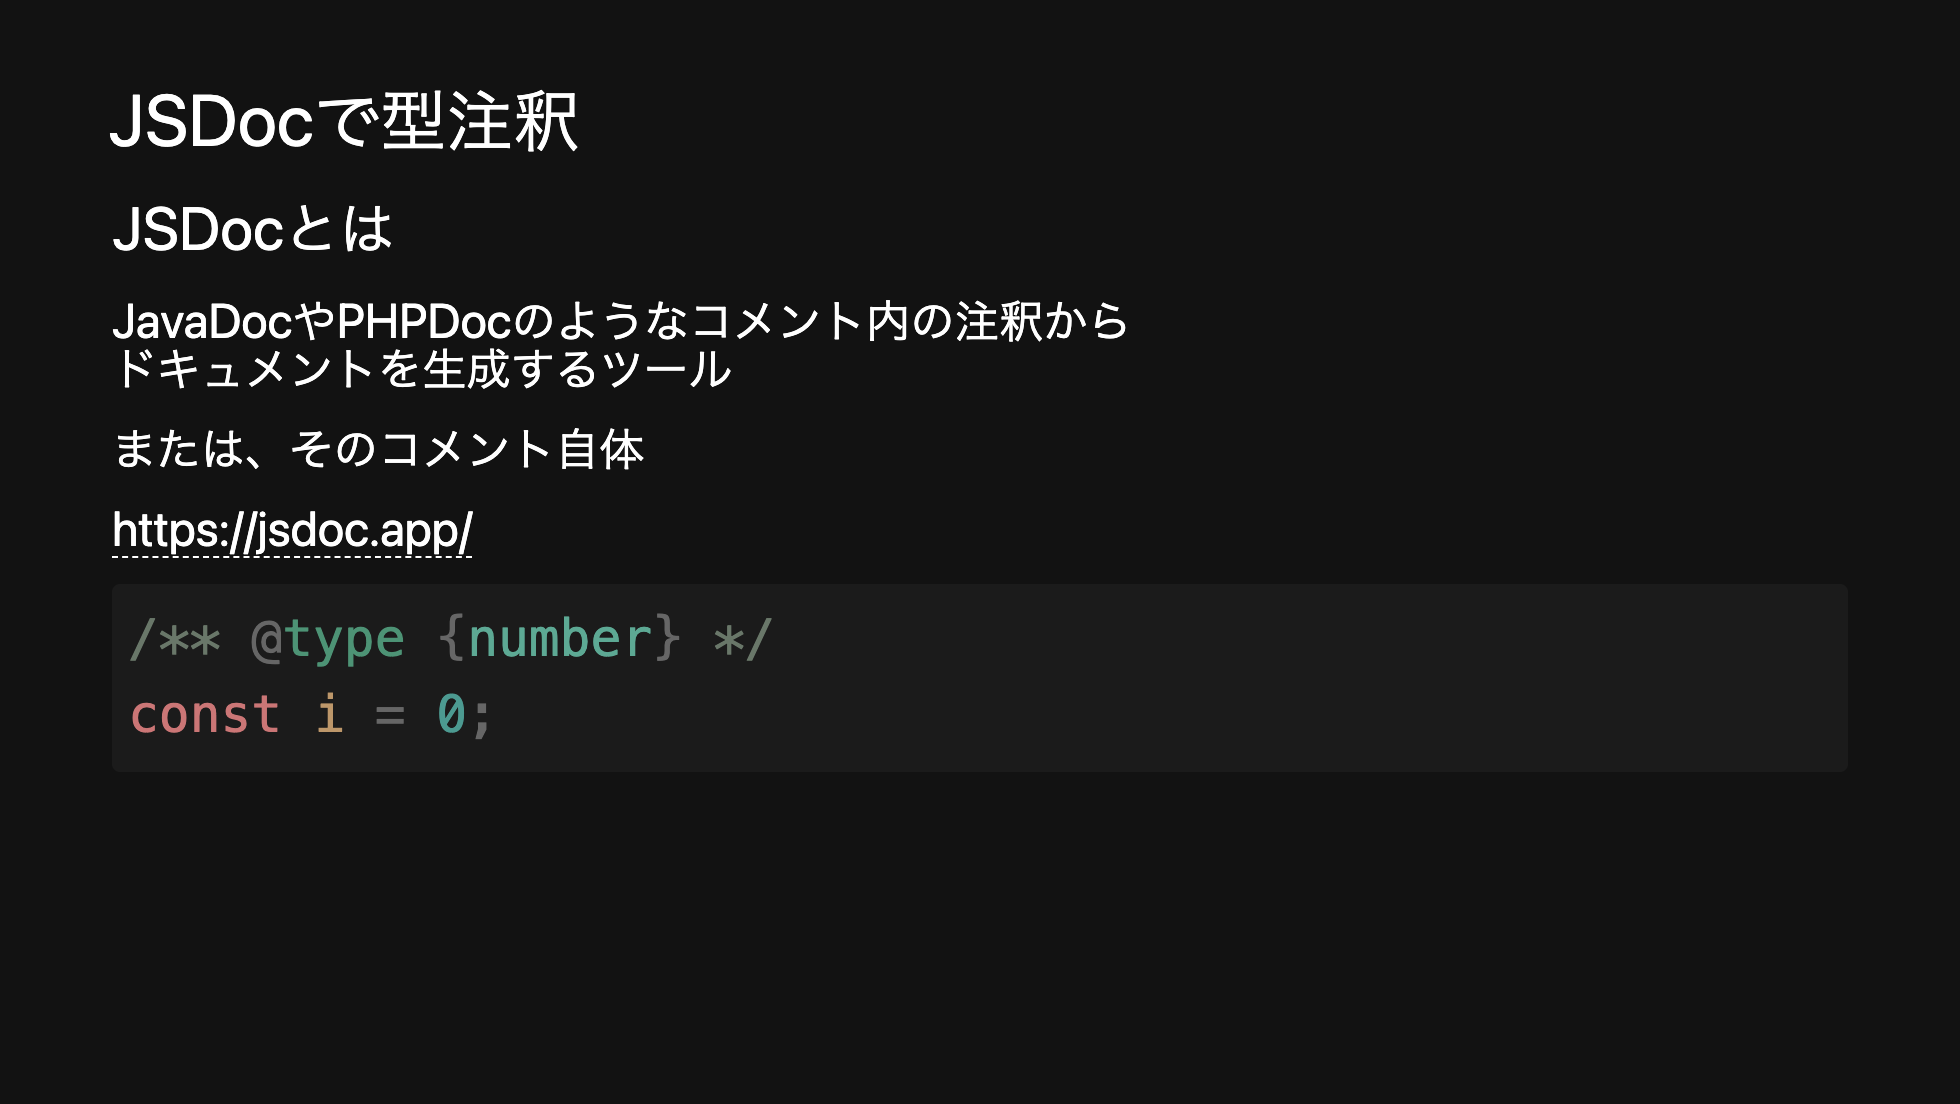 JSDocで型注釈
JSDocとは
JavaDocやPHPDocのようなコメント内の注釈から
ドキュメントを生成するツール
または、そのコメント自体
https://jsdoc.app/
/** @type {number} */
const i = 0;